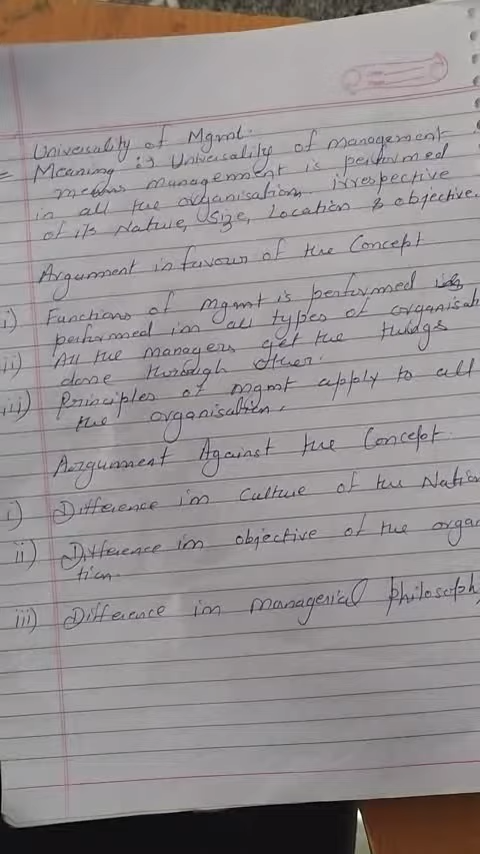 Universality of Mgmt.
= Meaning :- Universality of management
means management is performed
in all the organisation irrespective
of its Nature, Size, Location & objective.
Argument in favour of the Concept
i) Functions of Mgmt is performed
performed in all types of organisati
ii) All the managers get the things
done through other.
iii) Principles of mgmt apply to all
the organisation.
Argument Against the Concept.
i) Difference in Culture of the Nation
ii) Difference in objective of the organ
tion.
iii) Difference in managerial philosoph